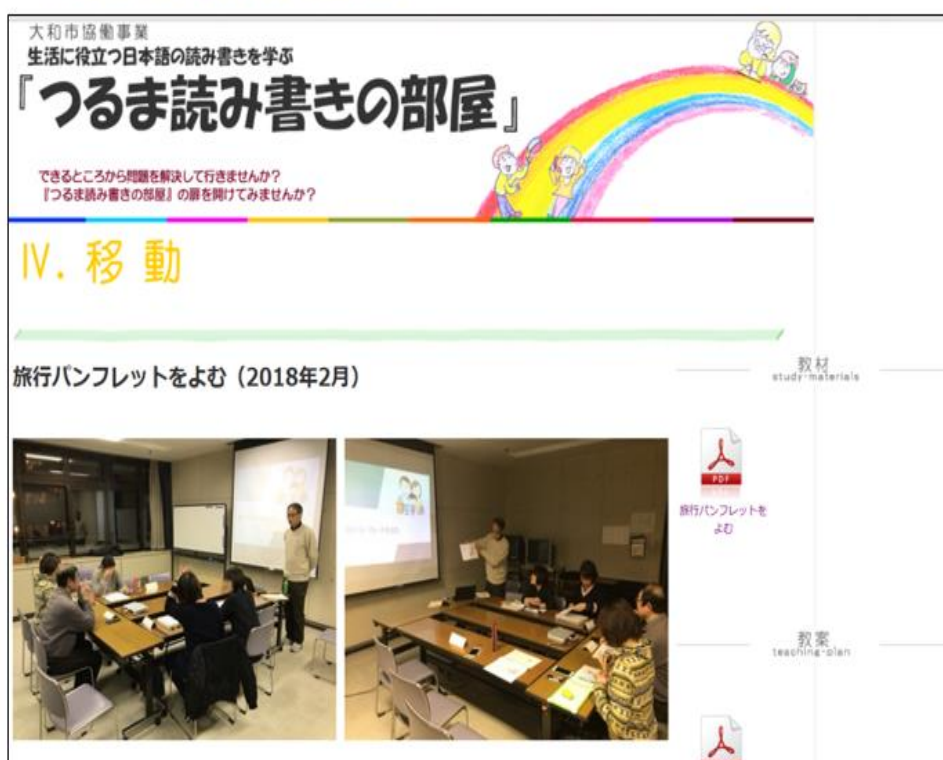 大和市協働事業
生活に役立つ日本語の読み書きを学ぶ
『つるま読み書きの部屋』
できるところから問題を解決して行きませんか？
『つるま読み書きの部屋』の扉を開けてみませんか？
Ⅳ. 移 動
旅行パンフレットをよむ（2018年2月）
教材
study-materials
PDF
旅行パンフレットを
よむ
教案
teaching-plan